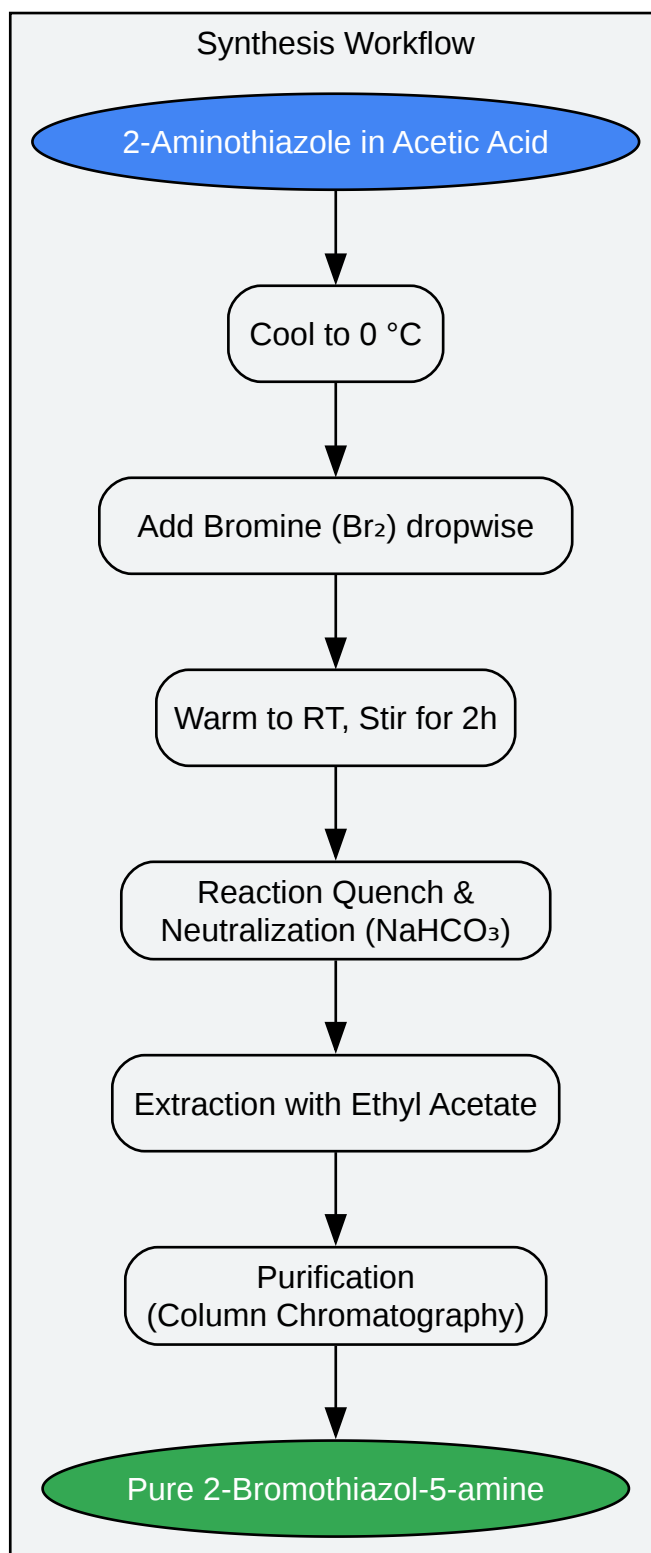 Synthesis Workflow
2-Aminothiazole in Acetic Acid
Cool to 0 °C
Add Bromine (Br₂) dropwise
Warm to RT, Stir for 2h
Reaction Quench &
Neutralization (NaHCO₃)
Extraction with Ethyl Acetate
Purification
(Column Chromatography)
Pure 2-Bromothiazol-5-amine